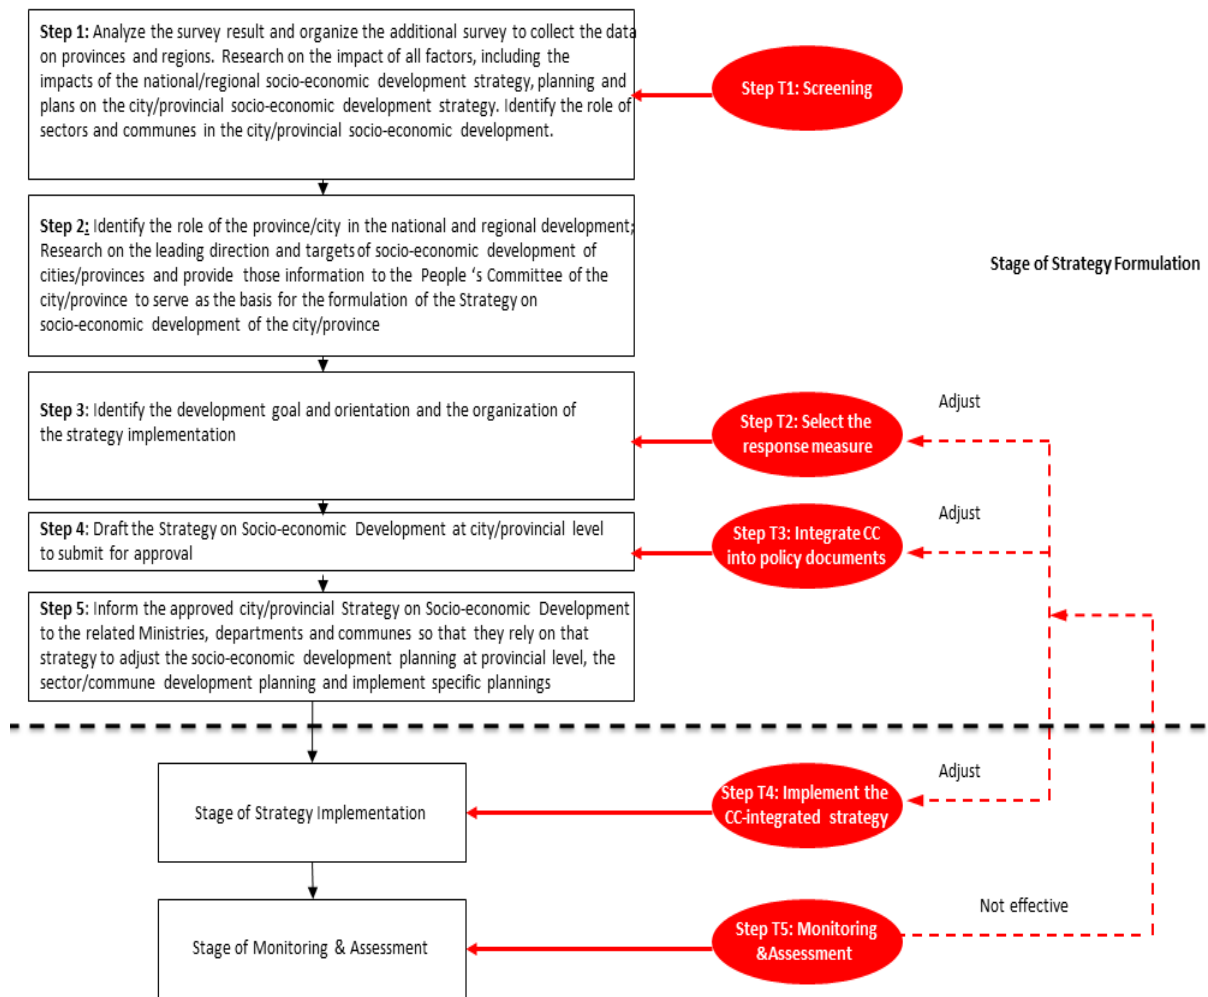 Step 1: Analyze the survey result and organize the additional survey to collect the data
on provinces and regions. Research on the impact of all factors, including the
impacts of the national/regional socio-economic development strategy, planning and
plans on the city/provincial socio-economic development strategy. Identify the role of
sectors and communes in the city/provincial socio-economic development.
Step T1: Screening
Step 2: Identify the role of the province/city in the national and regional development;
Research on the leading direction and targets of socio-economic development of
cities/provinces and provide those information to the People ‘s Committee of the
city/province to serve as the basis for the formulation of the Strategy on
socio-economic development of the city/province
Stage of Strategy Formulation
Step 3: Identify the development goal and orientation and the organization of
the strategy implementation
Step T2: Select the
response measure
Adjust
Step 4: Draft the Strategy on Socio-economic Development at city/provincial level
to submit for approval
Step T3: Integrate CC
into policy documents
Adjust
Step 5: Inform the approved city/provincial Strategy on Socio-economic Development
to the related Ministries, departments and communes so that they rely on that
strategy to adjust the socio-economic development planning at provincial level, the
sector/commune development planning and implement specific plannings
Stage of Strategy Implementation
Step T4: Implement the
CC-integrated strategy
Adjust
Stage of Monitoring & Assessment
Step T5: Monitoring
&Assessment
Not effective